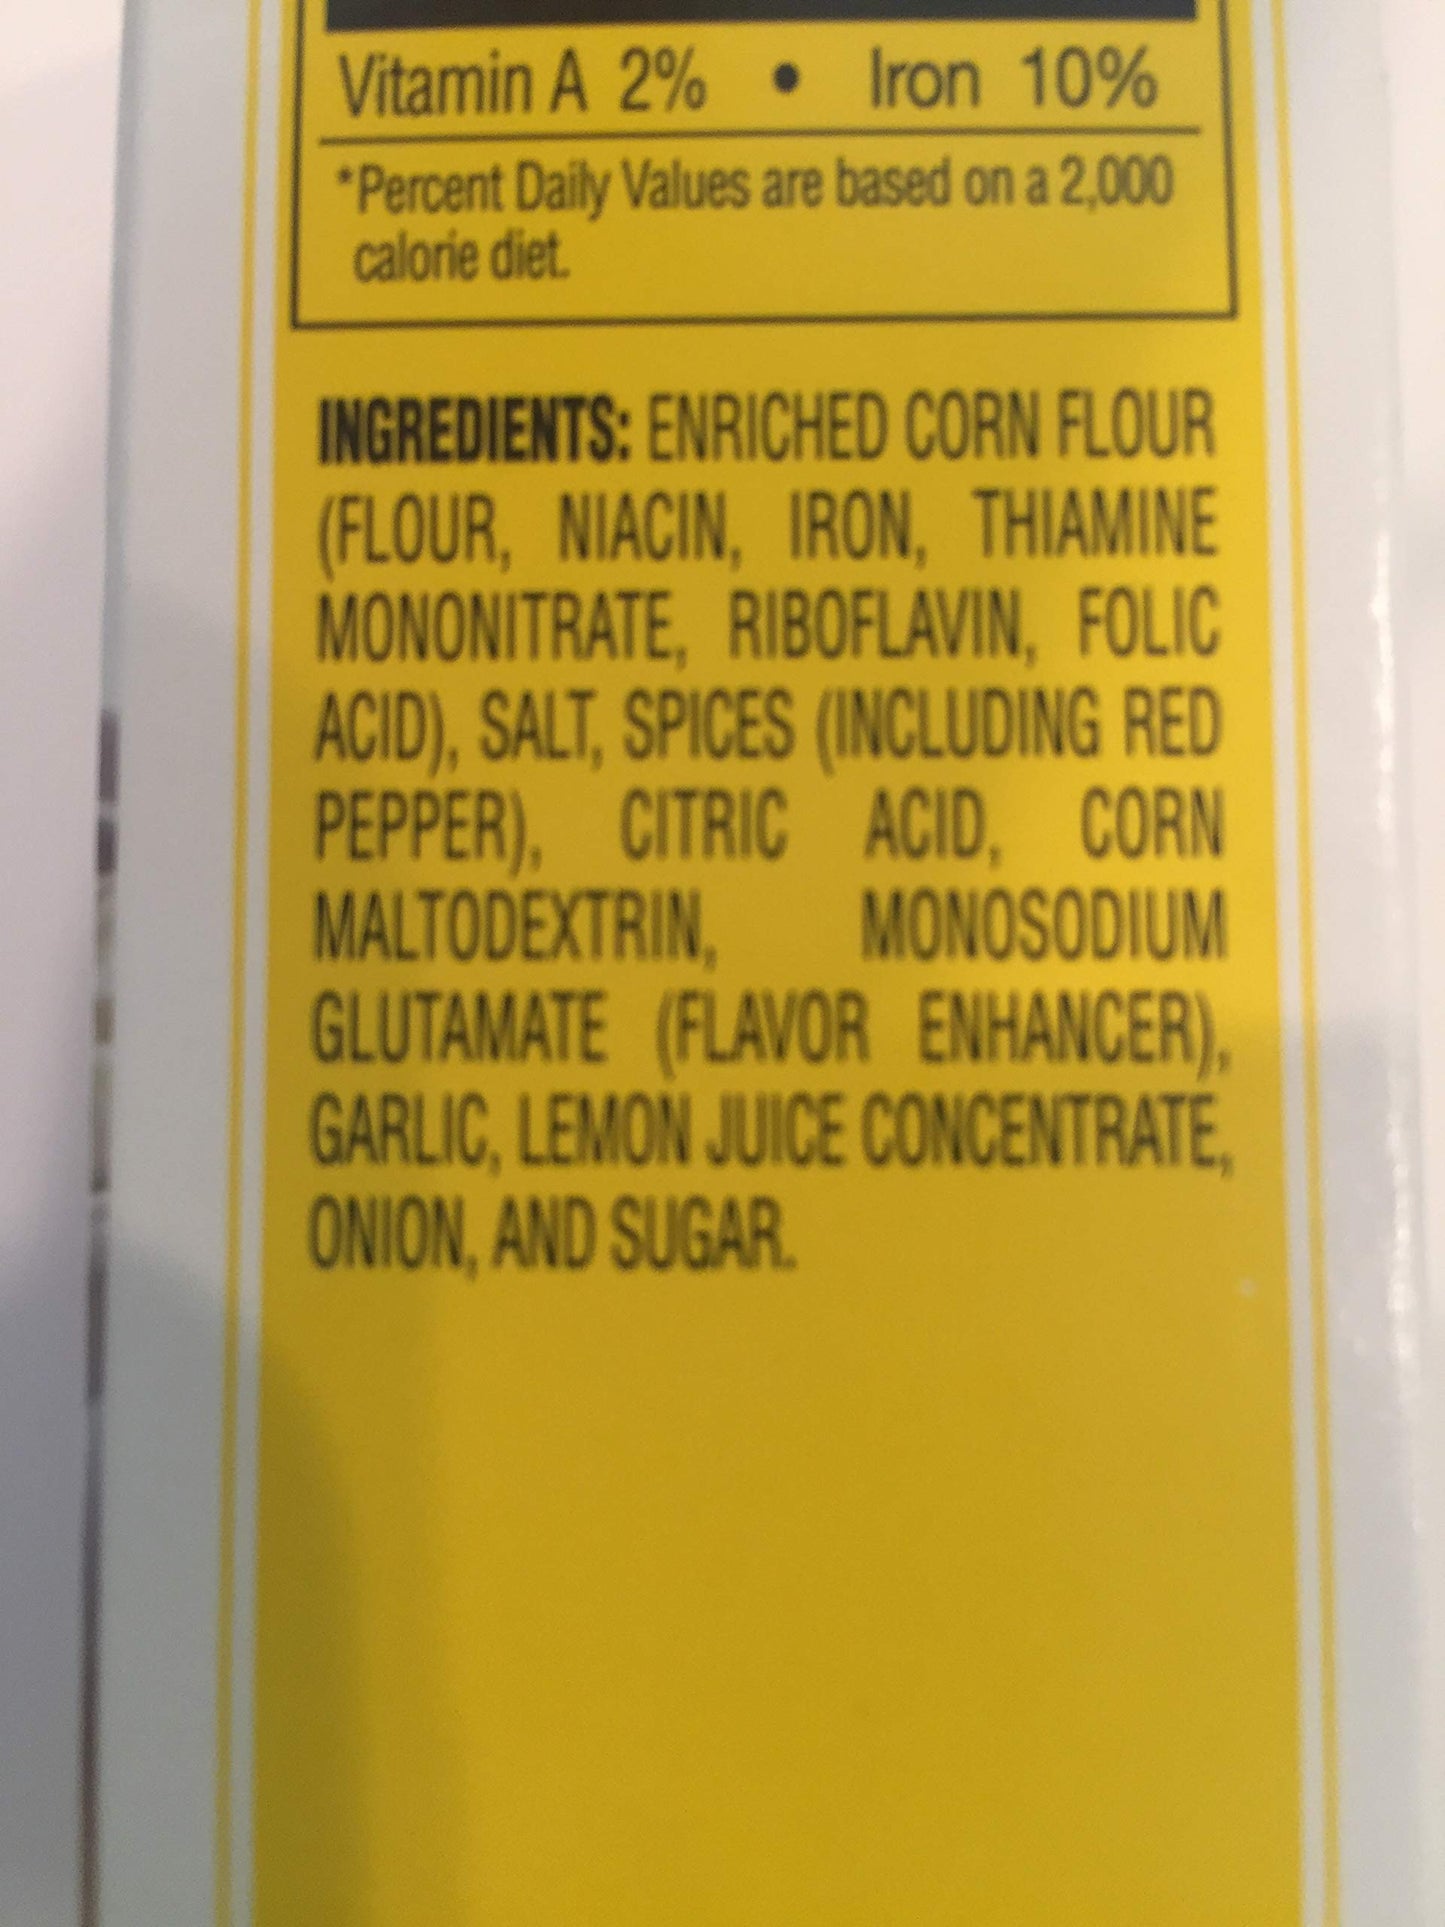 Vitamin A 2% • Iron 10%
*Percent Daily Values are based on a 2,000
calorie diet.
INGREDIENTS: ENRICHED CORN FLOUR
(FLOUR, NIACIN, IRON, THIAMINE
MONONITRATE, RIBOFLAVIN, FOLIC
ACID), SALT, SPICES (INCLUDING RED
PEPPER), CITRIC ACID, CORN
MALTODEXTRIN, MONOSODIUM
GLUTAMATE (FLAVOR ENHANCER),
GARLIC, LEMON JUICE CONCENTRATE,
ONION, AND SUGAR.